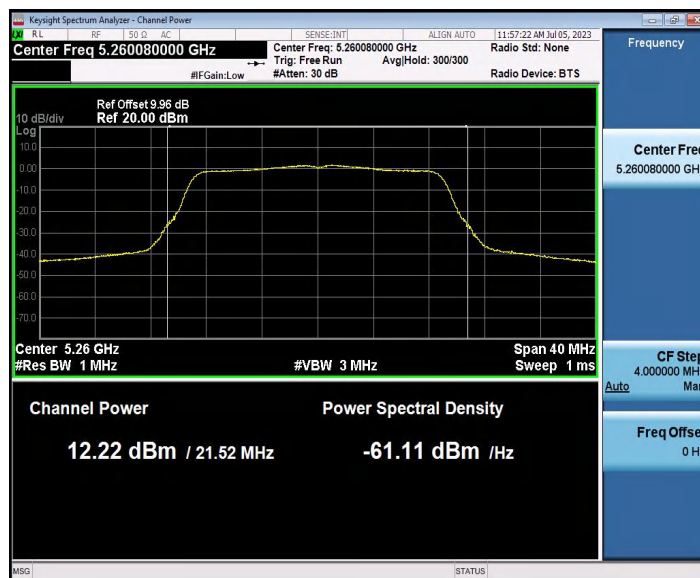 Keysight Spectrum Analyzer - Channel Power
LXI RL RF 50 Ω AC SENSE:INT ALIGN AUTO 11:57:22 AM Jul 05, 2023
Center Freq 5.260080000 GHz
Center Freq: 5.260080000 GHz
Radio Std: None
Trig: Free Run
Avg|Hold: 300/300
#IFGain:Low
#Atten: 30 dB
Radio Device: BTS
Ref Offset 9.96 dB
10 dB/div
Ref 20.00 dBm
Log
10.0
0.00
-10.0
-20.0
-30.0
-40.0
-50.0
-60.0
-70.0
Center 5.26 GHz
Span 40 MHz
#Res BW 1 MHz
#VBW 3 MHz
Sweep 1 ms
Channel Power
Power Spectral Density
12.22 dBm / 21.52 MHz
-61.11 dBm /Hz
MSG
STATUS
Frequency
Center Fre
5.260080000 GH
CF Ste
4.000000 MH
Auto
Ma
Freq Offse
0 H